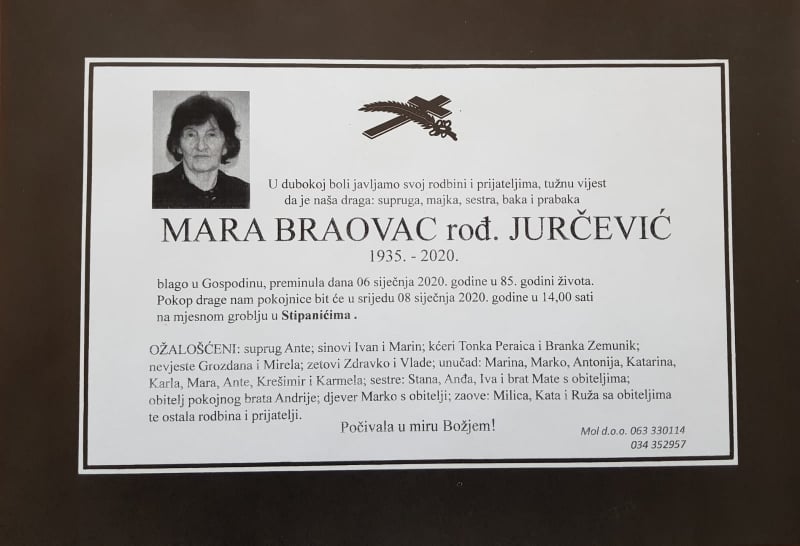 U dubokoj boli javljamo svoj rodbini i prijateljima, tužnu vijest
da je naša draga: supruga, majka, sestra, baka i prabaka
MARA BRAOVAC rođ. JURČEVIĆ
1935. - 2020.
blago u Gospodinu, preminula dana 06 siječnja 2020. godine u 85. godini života.
Pokop drage nam pokojnice bit će u srijedu 08 siječnja 2020. godine u 14,00 sati
na mjesnom groblju u Stipanićima .
OŽALOŠĆENI: suprug Ante; sinovi Ivan i Marin; kćeri Tonka Peraica i Branka Zemunik;
nevjeste Grozdana i Mirela; zetovi Zdravko i Vlade; unučad: Marina, Marko, Antonija, Katarina,
Karla, Mara, Ante, Krešimir i Karmela; sestre: Stana, Anđa, Iva i brat Mate s obiteljima;
obitelj pokojnog brata Andrije; djever Marko s obitelji; zaove: Milica, Kata i Ruža sa obiteljima
te ostala rodbina i prijatelji.
Počivala u miru Božjem!
Mol d.o.o. 063 330114
034 352957